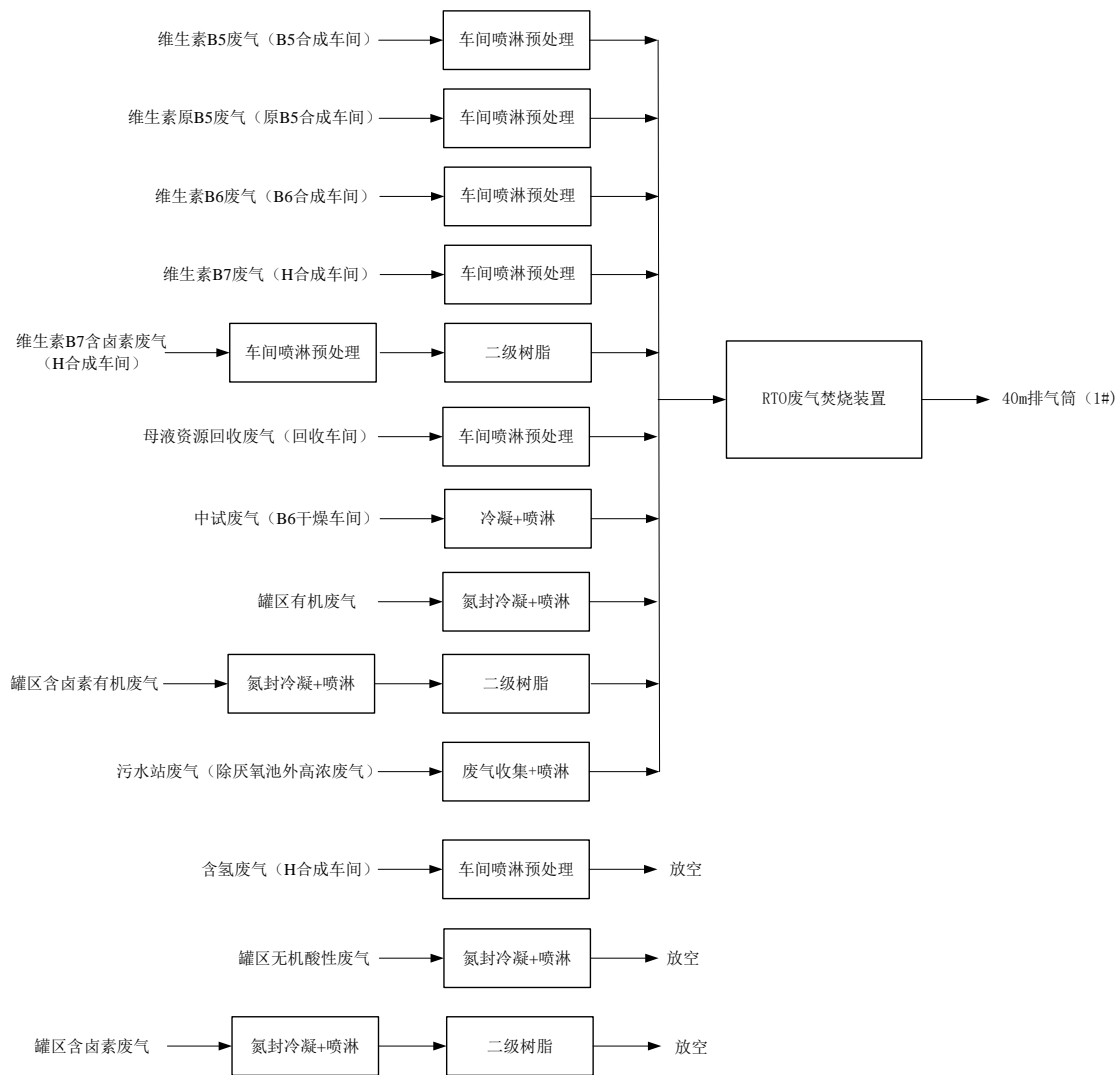 维生素B5废气（B5合成车间）
车间喷淋预处理
维生素原B5废气（原B5合成车间）
车间喷淋预处理
维生素B6废气（B6合成车间）
车间喷淋预处理
维生素B7废气（H合成车间）
车间喷淋预处理
维生素B7含卤素废气
（H合成车间）
车间喷淋预处理
二级树脂
RTO废气焚烧装置
40m排气筒（1#）
母液资源回收废气（回收车间）
车间喷淋预处理
中试废气（B6干燥车间）
冷凝+喷淋
罐区有机废气
氮封冷凝+喷淋
罐区含卤素有机废气
氮封冷凝+喷淋
二级树脂
污水站废气（除厌氧池外高浓废气）
废气收集+喷淋
含氢废气（H合成车间）
车间喷淋预处理
放空
罐区无机酸性废气
氮封冷凝+喷淋
放空
罐区含卤素废气
氮封冷凝+喷淋
二级树脂
放空